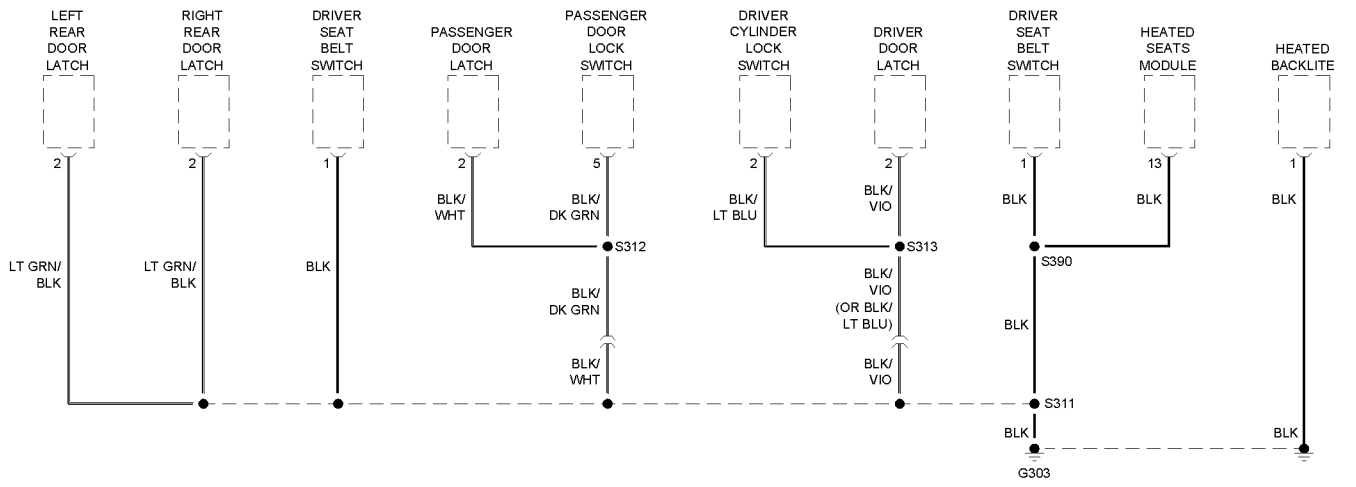 LEFT
REAR
DOOR
LATCH
RIGHT
REAR
DOOR
LATCH
DRIVER
SEAT
BELT
SWITCH
PASSENGER
DOOR
LATCH
PASSENGER
DOOR
LOCK
SWITCH
DRIVER
CYLINDER
LOCK
SWITCH
DRIVER
DOOR
LATCH
DRIVER
SEAT
BELT
SWITCH
HEATED
SEATS
MODULE
HEATED
BACKLITE
2
2
1
2
5
2
2
1
13
1
BLK/
WHT
BLK/
DK GRN
BLK/
LT BLU
BLK/
VIO
BLK
BLK
BLK
S312
S313
S390
LT GRN/
BLK
LT GRN/
BLK
BLK
BLK/
DK GRN
BLK/
VIO
(OR BLK/
LT BLU)
BLK
BLK/
WHT
BLK/
VIO
S311
BLK
BLK
G303